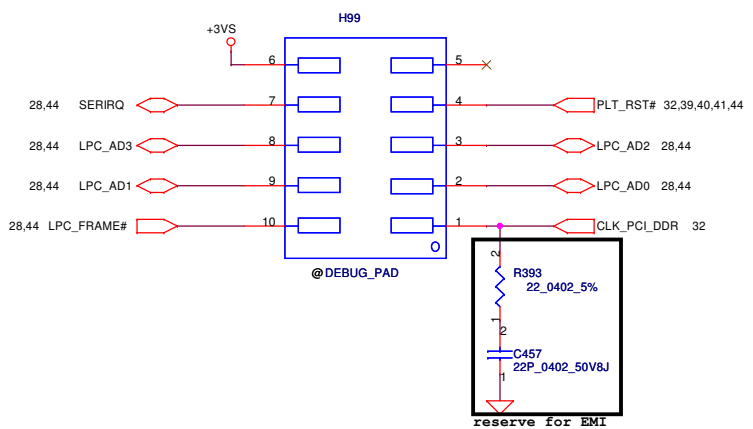 H99
+3VS
6
5
28,44 SERIRQ
7
4
PLT_RST# 32,39,40,41,44
28,44 LPC_AD3
8
3
LPC_AD2 28,44
28,44 LPC_AD1
9
2
LPC_AD0 28,44
28,44 LPC_FRAME#
10
1
CLK_PCI_DDR 32
@DEBUG_PAD
2
R393
22_0402_5%
1
2
C457
22P_0402_50V8J
1
reserve for EMI